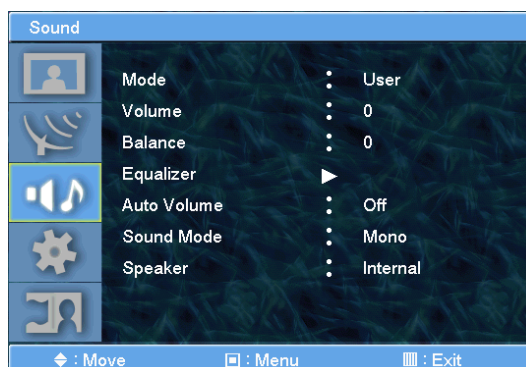 Sound
Mode : User
Volume : 0
Balance : 0
Equalizer
Auto Volume : Off
Sound Mode : Mono
Speaker : Internal
: Move : Menu : Exit